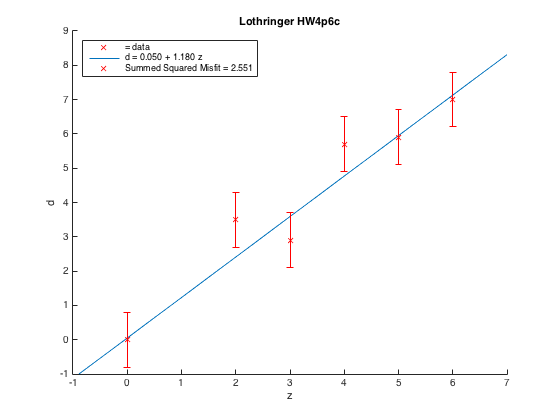 Lothringer HW4p6c
= data
d = 0.050 + 1.180 z
Summed Squared Misfit = 2.551
9
8
7
6
5
4
3
2
1
0
-1
d
-1 0 1 2 3 4 5 6 7
z